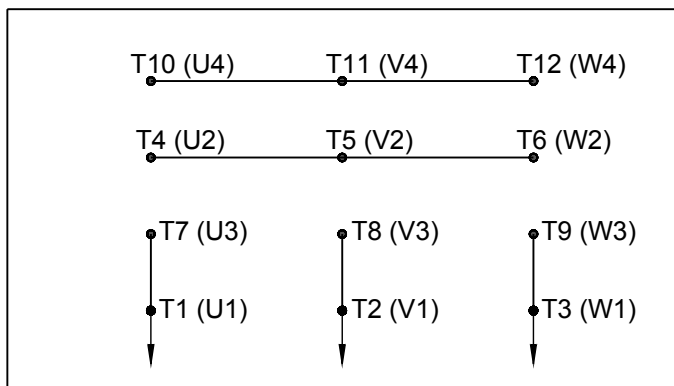 T10 (U4) T11 (V4) T12 (W4)
T4 (U2) T5 (V2) T6 (W2)
T7 (U3) T8 (V3) T9 (W3)
T1 (U1) T2 (V1) T3 (W1)